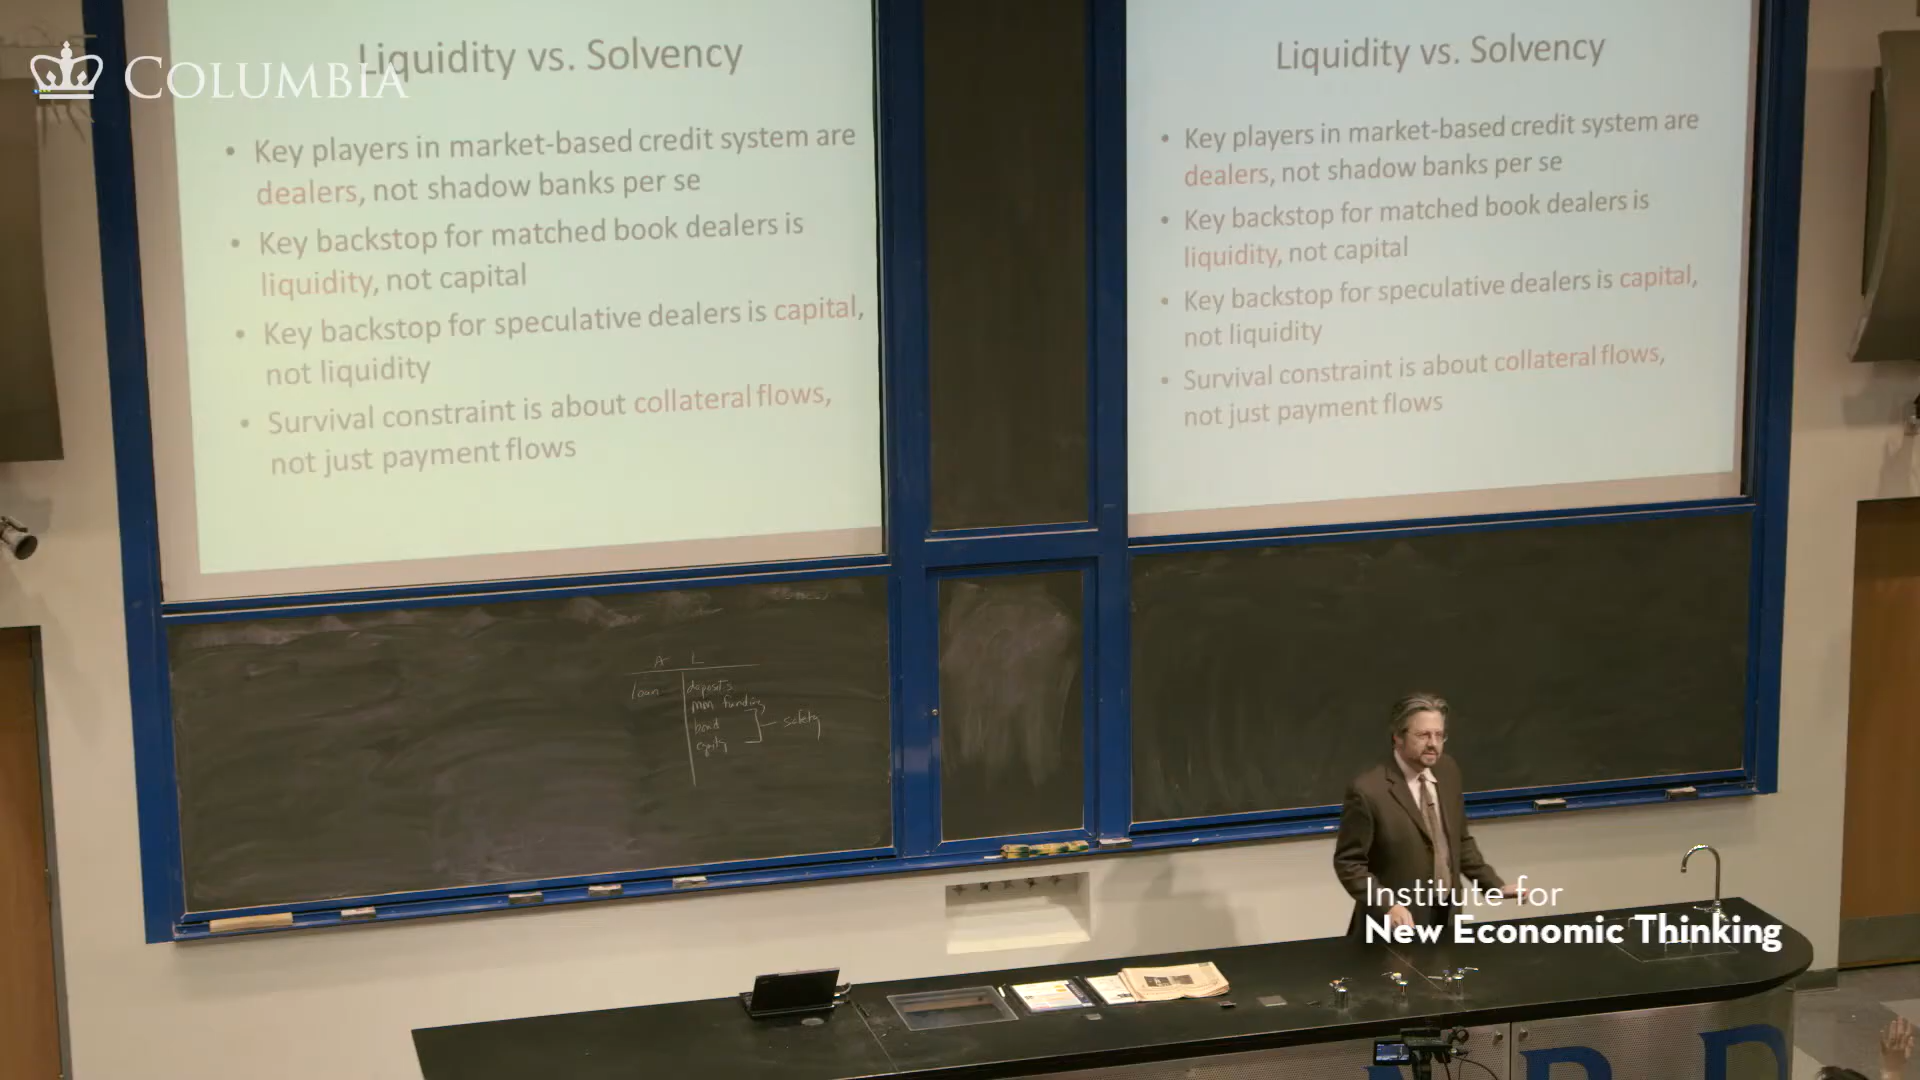 COLUMBIA
Liquidity vs. Solvency
• Key players in market-based credit system are
dealers, not shadow banks per se
• Key backstop for matched book dealers is
liquidity, not capital
• Key backstop for speculative dealers is capital,
not liquidity
• Survival constraint is about collateral flows,
not just payment flows
Liquidity vs. Solvency
• Key players in market-based credit system are
dealers, not shadow banks per se
• Key backstop for matched book dealers is
liquidity, not capital
• Key backstop for speculative dealers is capital,
not liquidity
• Survival constraint is about collateral flows,
not just payment flows
A L
loan deposits
mm funding
bond
equity
safety
Institute for
New Economic Thinking